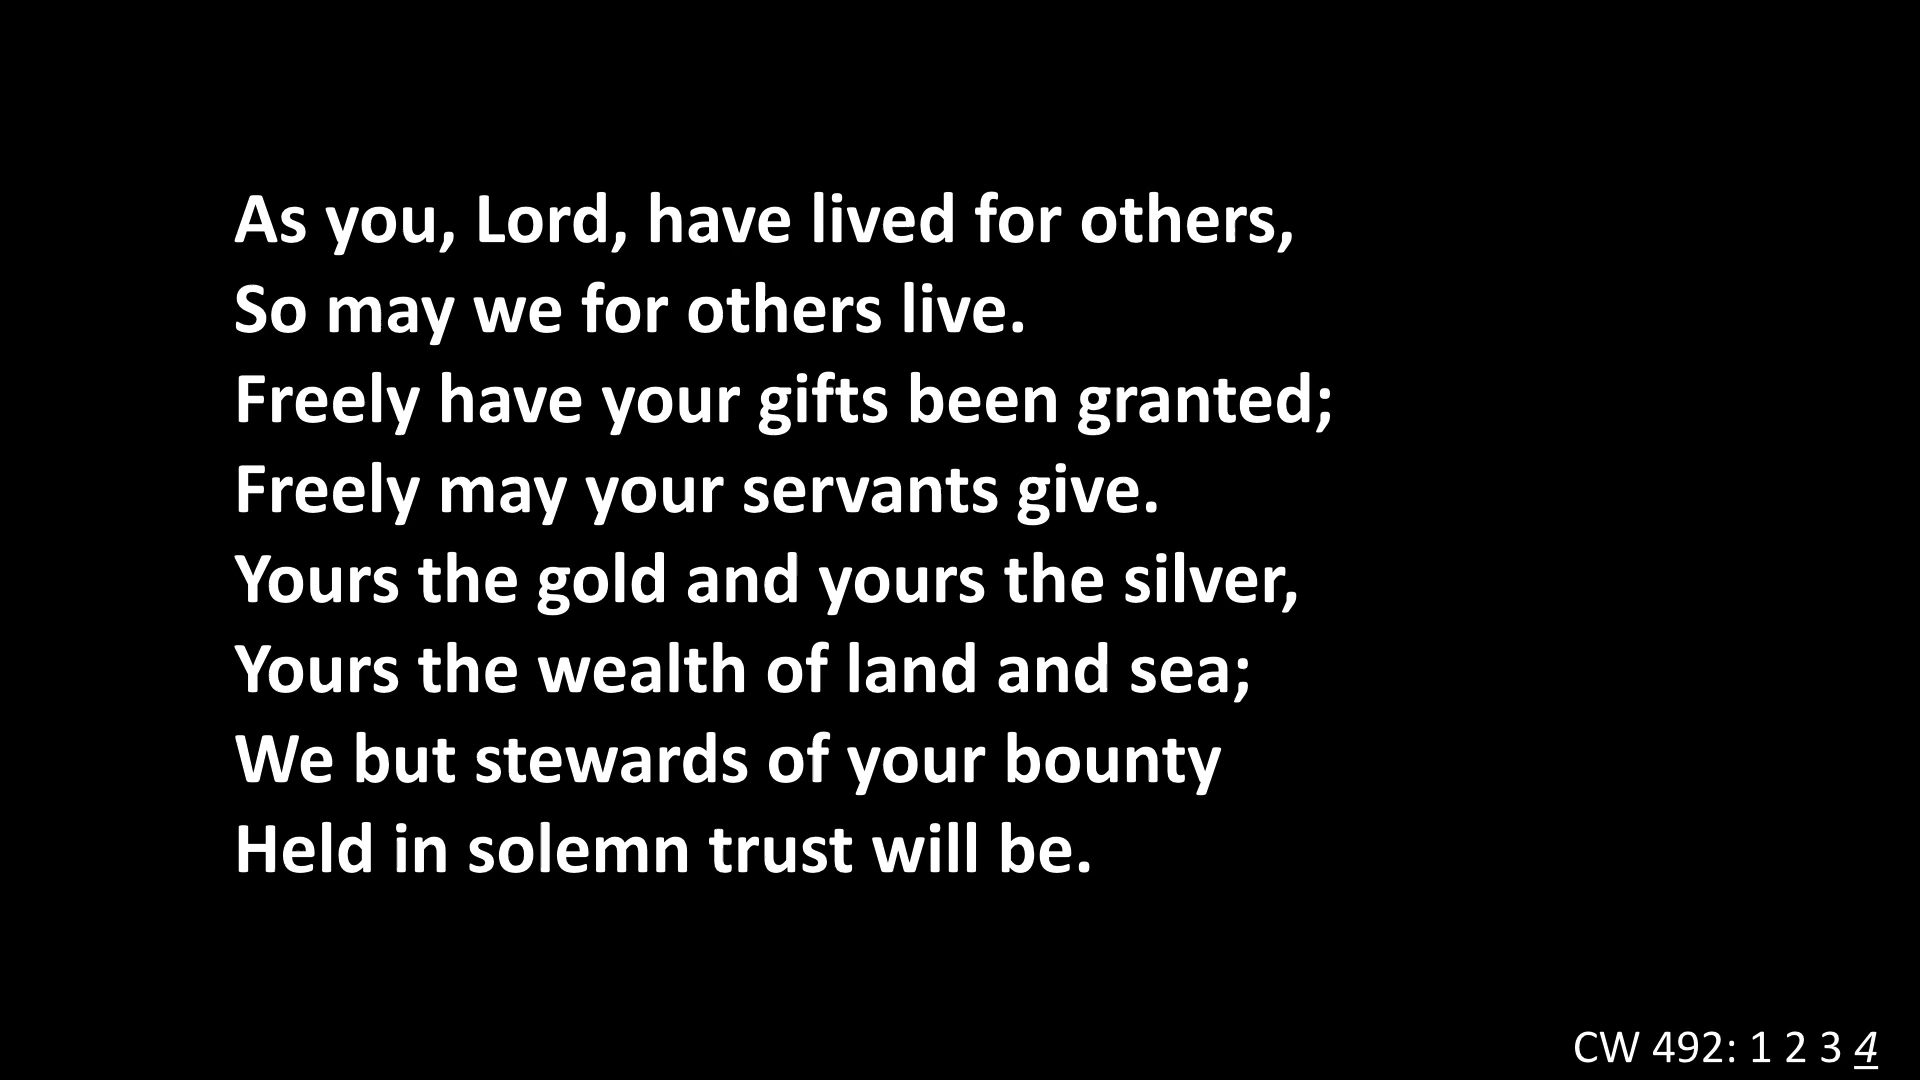 As you, Lord, have lived for others,
So may we for others live.
Freely have your gifts been granted;
Freely may your servants give.
Yours the gold and yours the silver,
Yours the wealth of land and sea;
We but stewards of your bounty
Held in solemn trust will be.
CW 492: 1 2 3 4